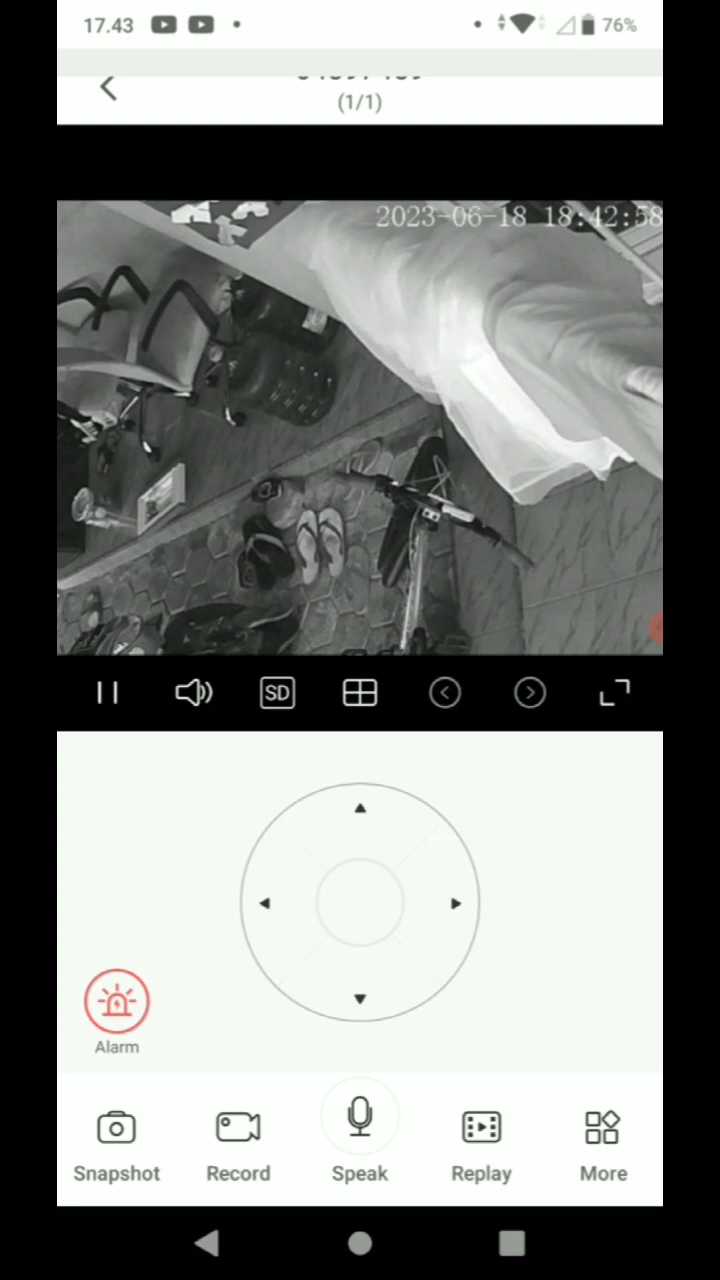 17.43
76%
(1/1)
2023-06-18 18:42:58
SD
Alarm
Snapshot
Record
Speak
Replay
More